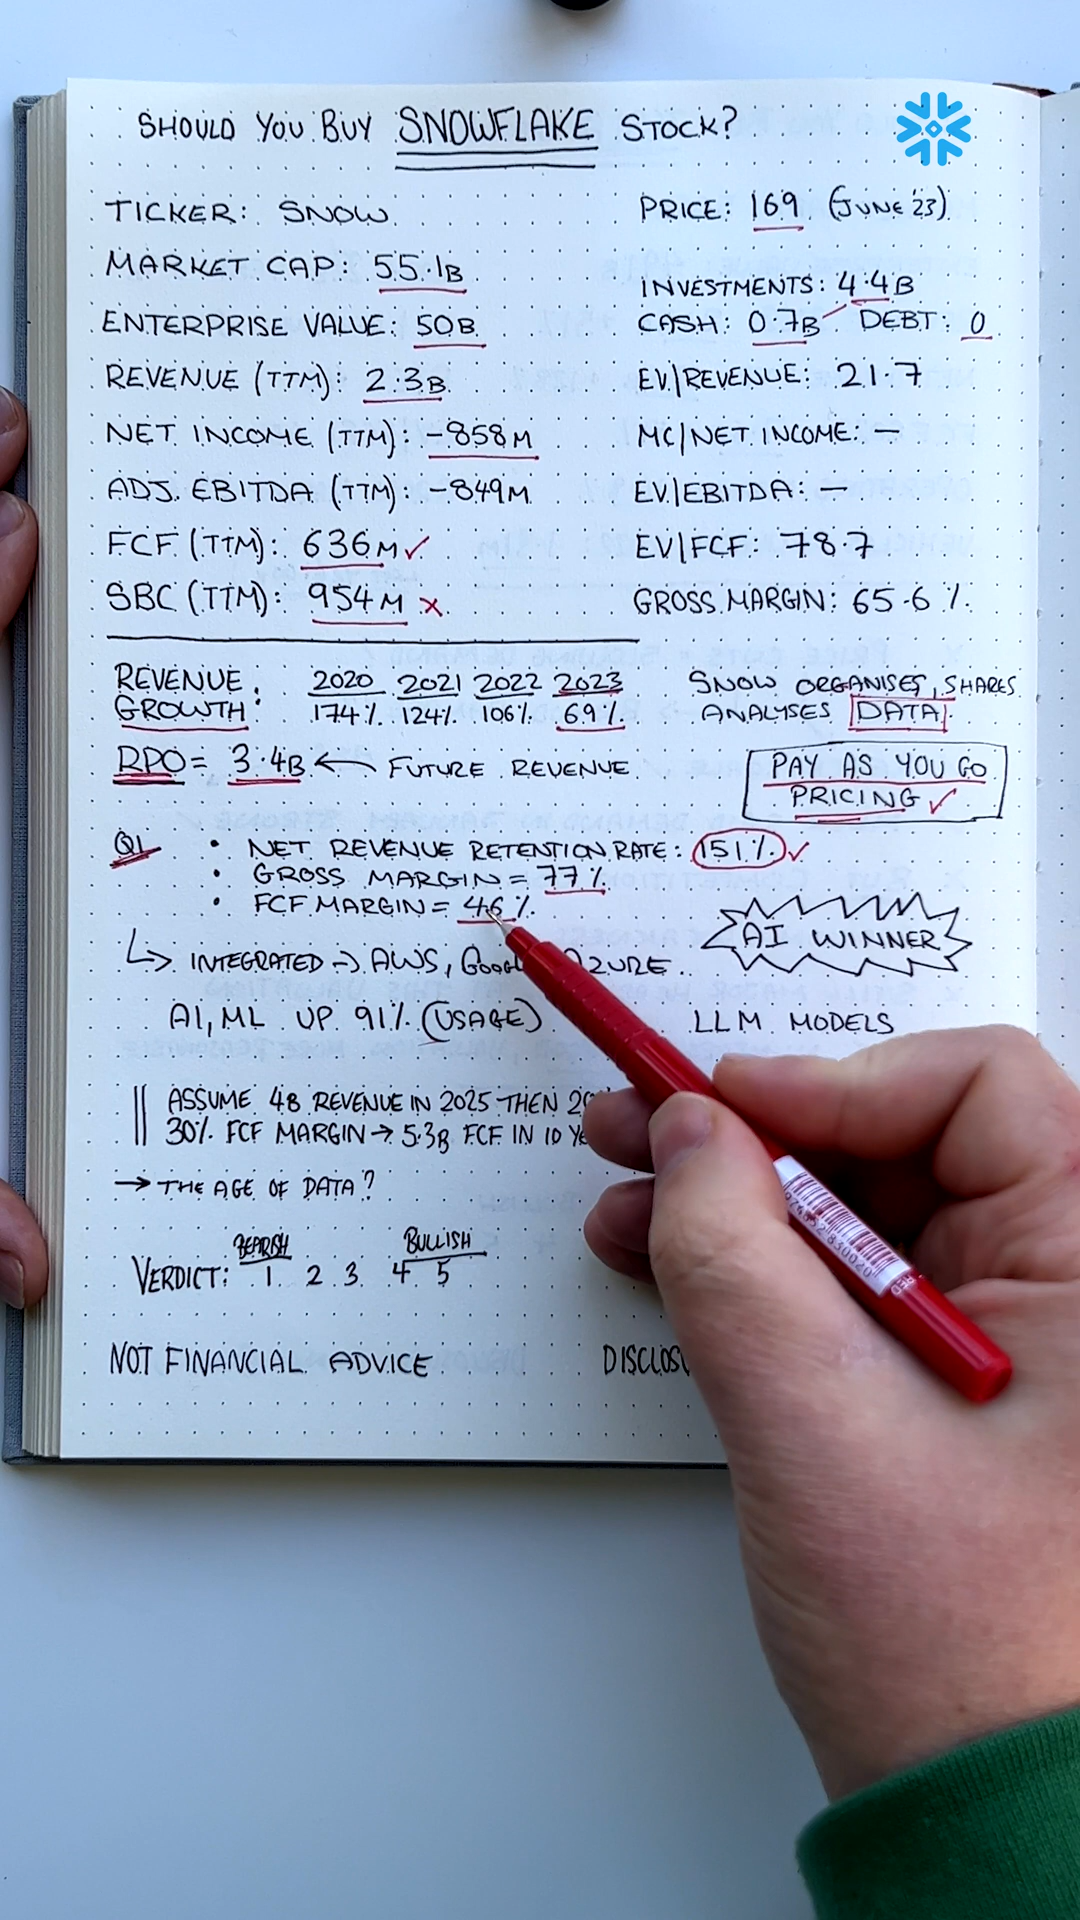 SHOULD YOU BUY SNOWFLAKE STOCK?
TICKER: SNOW
PRICE: 169 (JUNE 23)
MARKET CAP: 55.1B
INVESTMENTS: 4.4B
ENTERPRISE VALUE: 50B
CASH: 0.7B DEBT: 0
REVENUE (TTM): 2.3B
EV/REVENUE: 21.7
NET INCOME (TTM): -858M
MC/NET INCOME: —
ADJ. EBITDA (TTM): -849M
EV/EBITDA: —
FCF (TTM): 636M ✓
EV/FCF: 78.7
SBC (TTM): 954M x
GROSS MARGIN: 65.6%
REVENUE GROWTH:
2020 2021 2022 2023
174% 124% 106% 69%
SNOW ORGANISES, SHARES
ANALYSES DATA
RPO = 3.4B ← FUTURE REVENUE
PAY AS YOU GO
PRICING ✓
Q1
• NET REVENUE RETENTION RATE: 151% ✓
• GROSS MARGIN = 77%
• FCF MARGIN = 46%
AI WINNER
↳ INTEGRATED → AWS, AZURE
AI, ML UP 91% (USAGE)
LLM MODELS
ASSUME 4B REVENUE IN 2025 THEN
30% FCF MARGIN → 5.3B FCF IN 10
→ THE AGE OF DATA?
BEARISH BULLISH
VERDICT: 1 2 3 4 5
NOT FINANCIAL ADVICE
RED